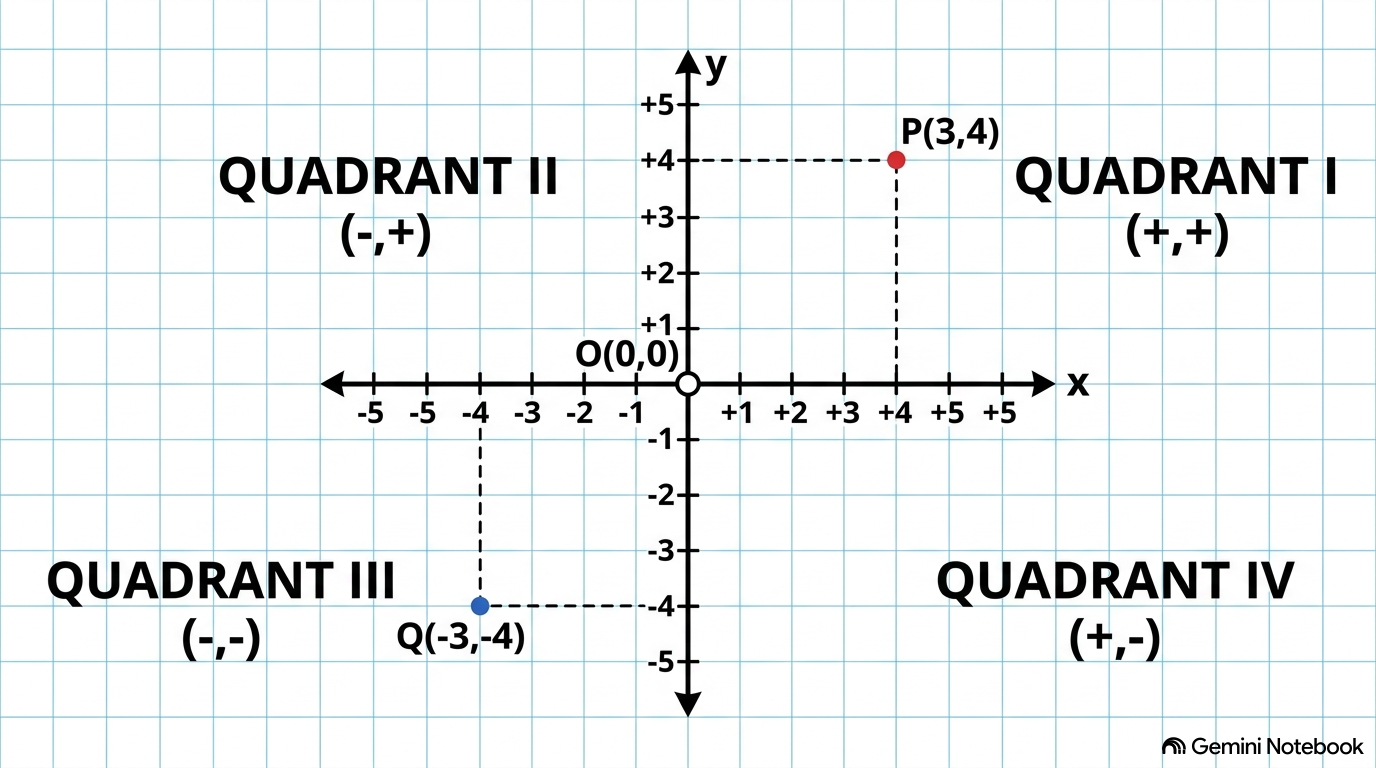 y
+5
P(3,4)
+4
QUADRANT II
QUADRANT I
(-,+)
+3
(+,+)
+2
+1
O(0,0)
x
-5 -5 -4 -3 -2 -1 +1 +2 +3 +4 +5 +5
-1
-2
-3
QUADRANT III
QUADRANT IV
-4
(-,-)
Q(-3,-4)
(+,-)
-5
Gemini Notebook